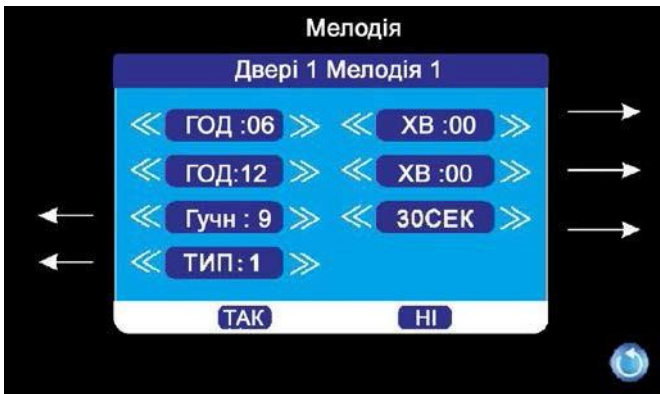 Мелодія
Двері 1 Мелодія 1
ГОД :06 ХВ :00
ГОД:12 ХВ :00
Гучн : 9 30СЕК
ТИП: 1
ТАК НІ